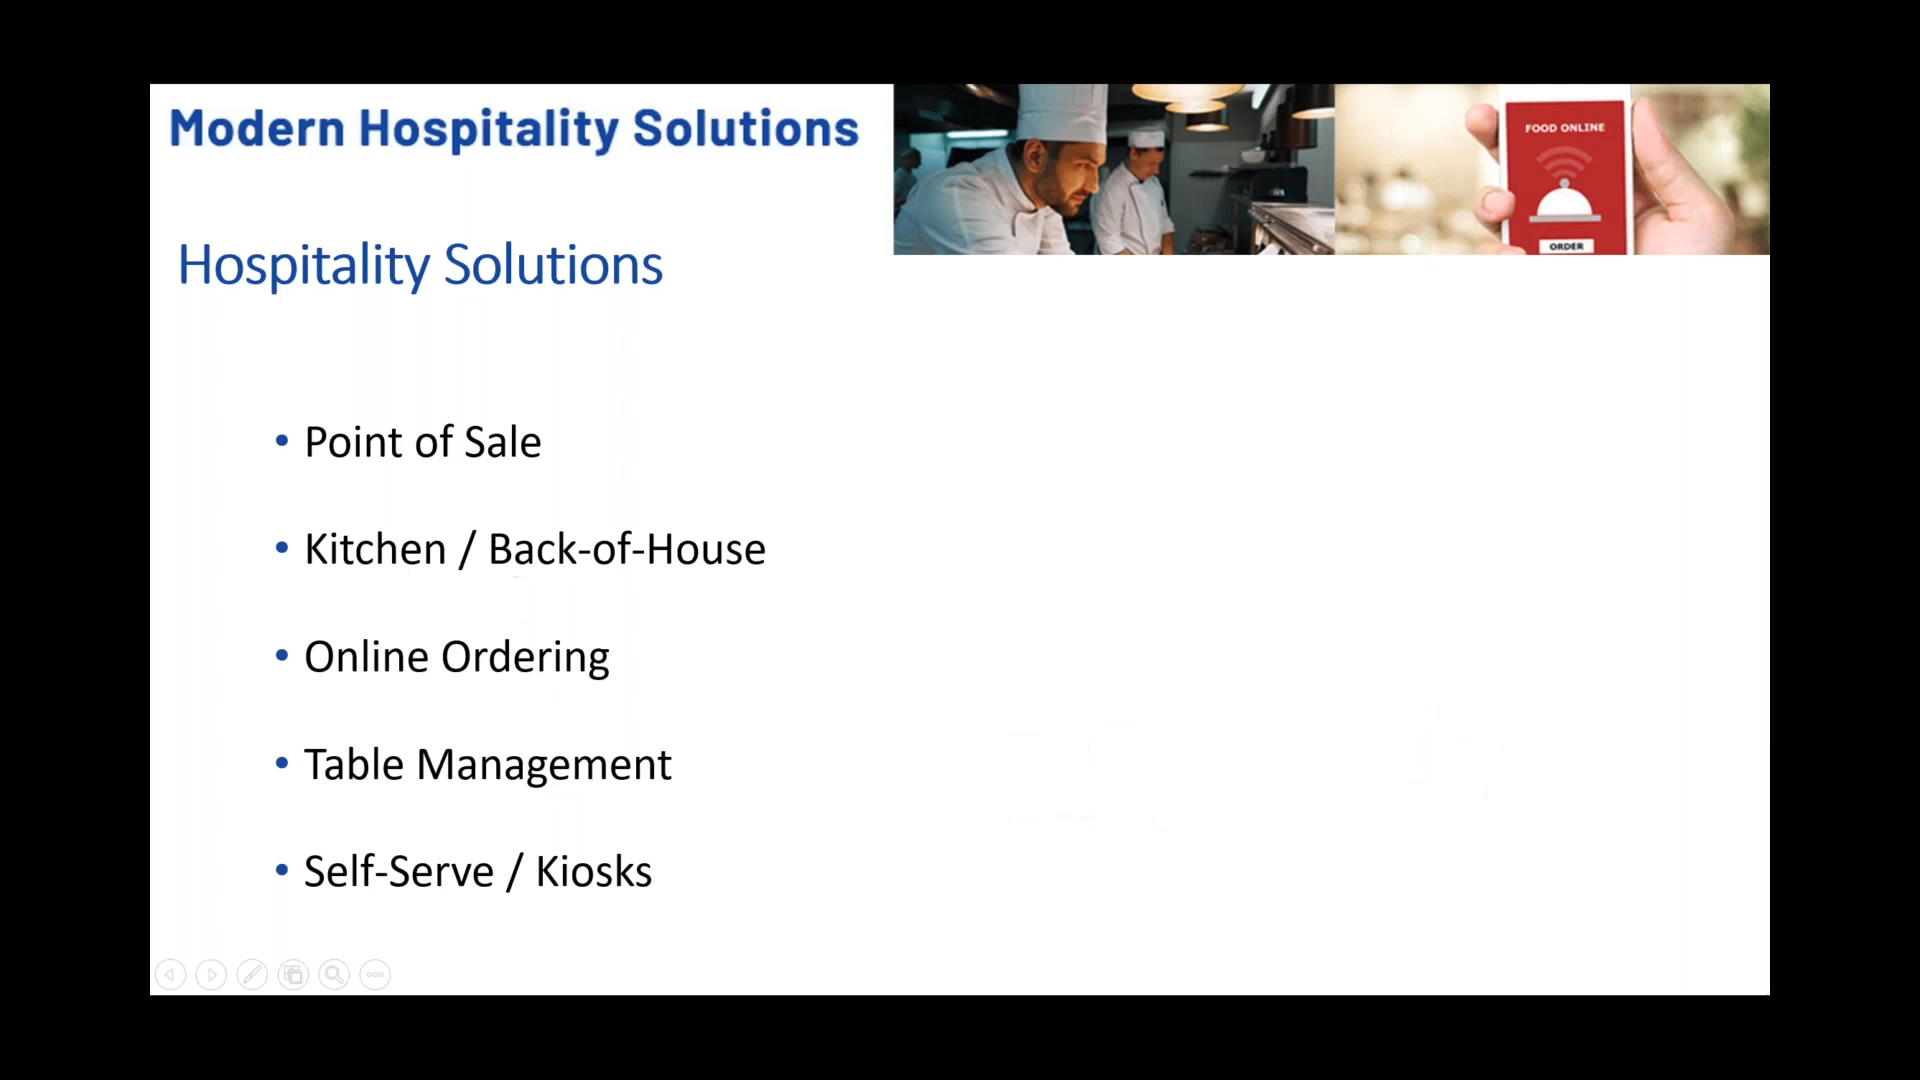 Modern Hospitality Solutions
FOOD ONLINE
ORDER
Hospitality Solutions
• Point of Sale
• Kitchen / Back-of-House
• Online Ordering
• Table Management
• Self-Serve / Kiosks